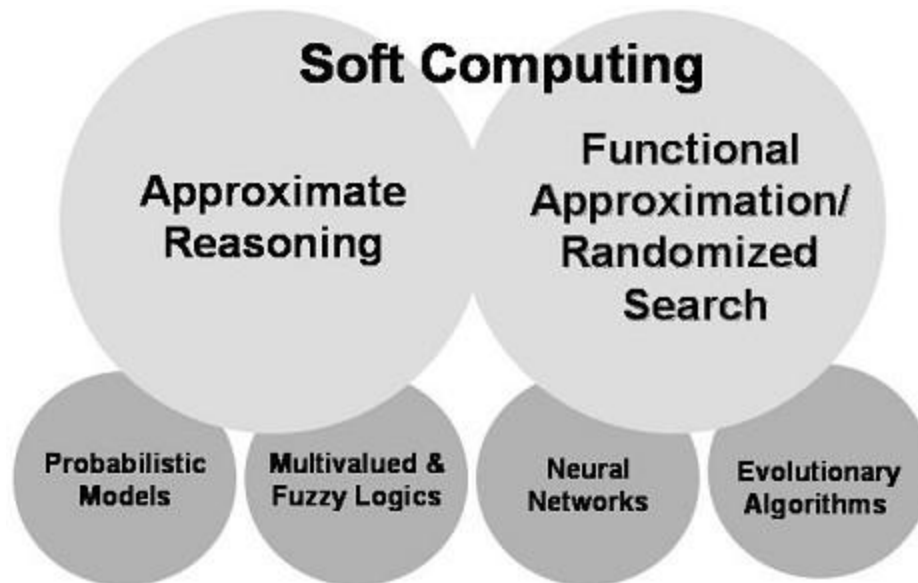 Soft Computing
Approximate
Reasoning
Functional
Approximation/
Randomized
Search
Probabilistic
Models
Multivalued &
Fuzzy Logics
Neural
Networks
Evolutionary
Algorithms